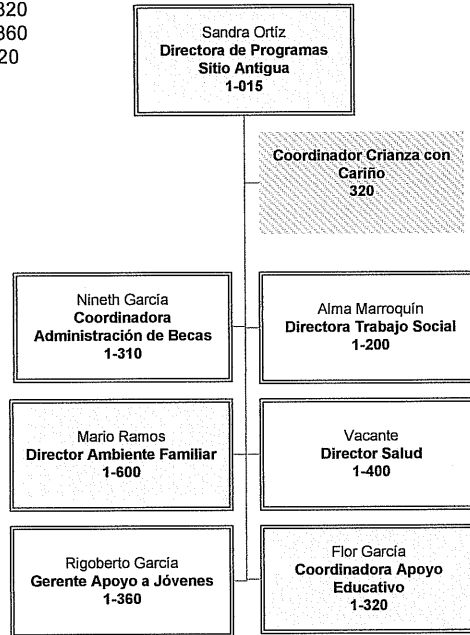 320
360
20
Sandra Ortíz
Directora de Programas
Sitio Antigua
1-015
Coordinador Crianza con
Cariño
320
Nineth García
Coordinadora
Administración de Becas
1-310
Alma Marroquín
Directora Trabajo Social
1-200
Mario Ramos
Director Ambiente Familiar
1-600
Vacante
Director Salud
1-400
Rigoberto García
Gerente Apoyo a Jóvenes
1-360
Flor García
Coordinadora Apoyo
Educativo
1-320